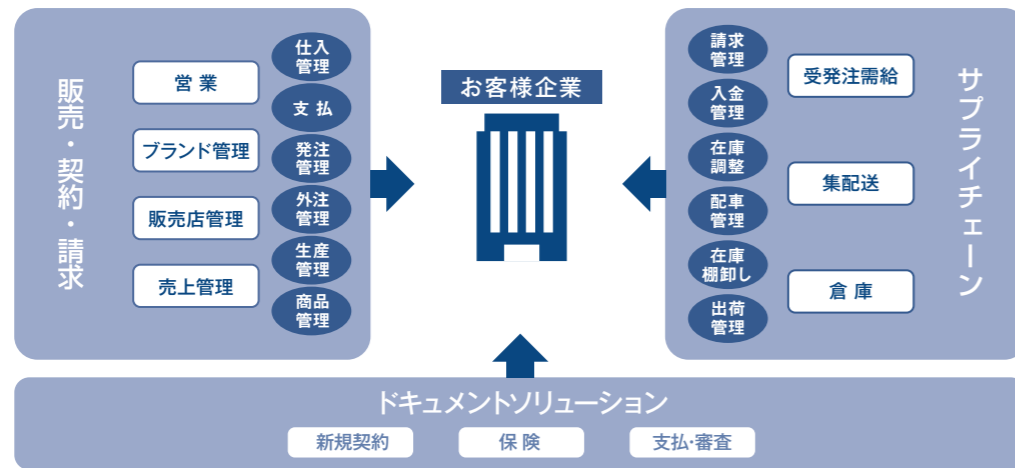 販売・契約・請求
営業
ブランド管理
販売店管理
売上管理
仕入
管理
支払
発注
管理
外注
管理
生産
管理
商品
管理
お客様企業
請求
管理
入金
管理
在庫
調整
配車
管理
在庫
棚卸し
出荷
管理
受発注需給
集配送
倉庫
サプライチェーン
ドキュメントソリューション
新規契約
保険
支払・審査